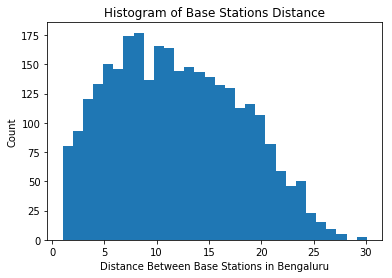 Histogram of Base Stations Distance
175
150
125
100
75
50
25
0
Count
0 5 10 15 20 25 30
Distance Between Base Stations in Bengaluru